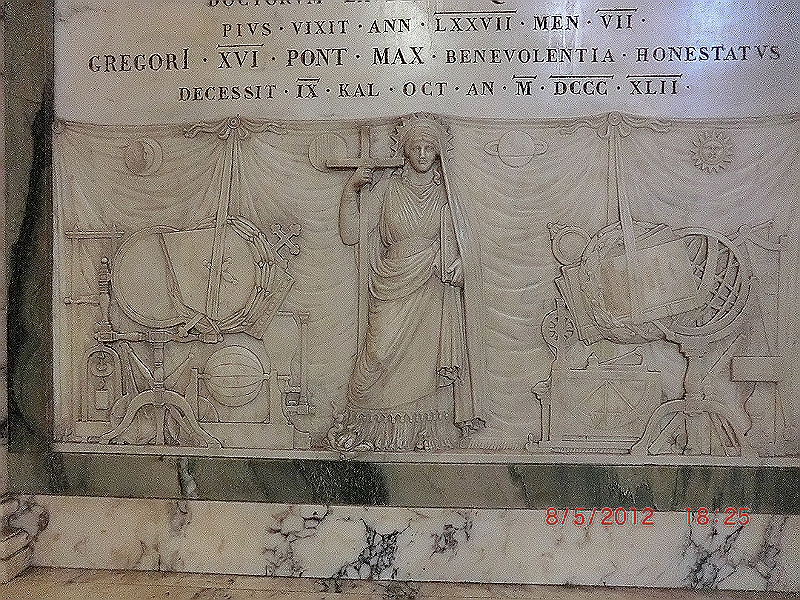 PIVS · VIXIT · ANN · LXXVII · MEN · VII ·
GREGORI · XVI · PONT · MAX · BENEVOLENTIA · HONESTATVS
DECESSIT · IX · KAL · OCT · AN · M · DCCC · XLII ·
8/5/2012 18:25